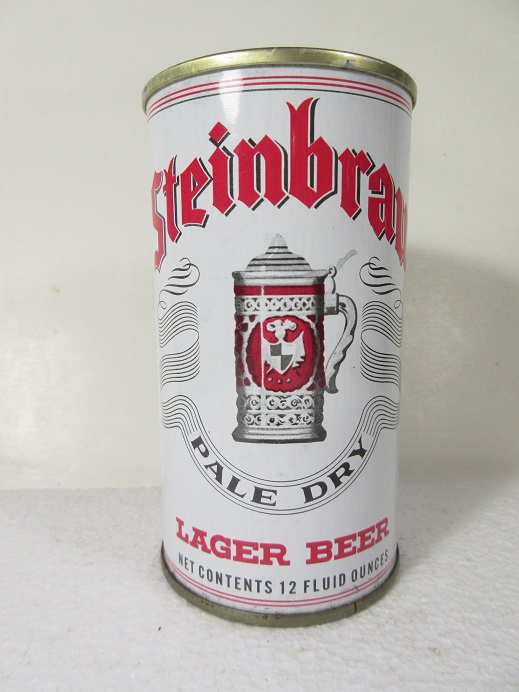 Steinbrau
PALE DRY
LAGER BEER
NET CONTENTS 12 FLUID OUNCES